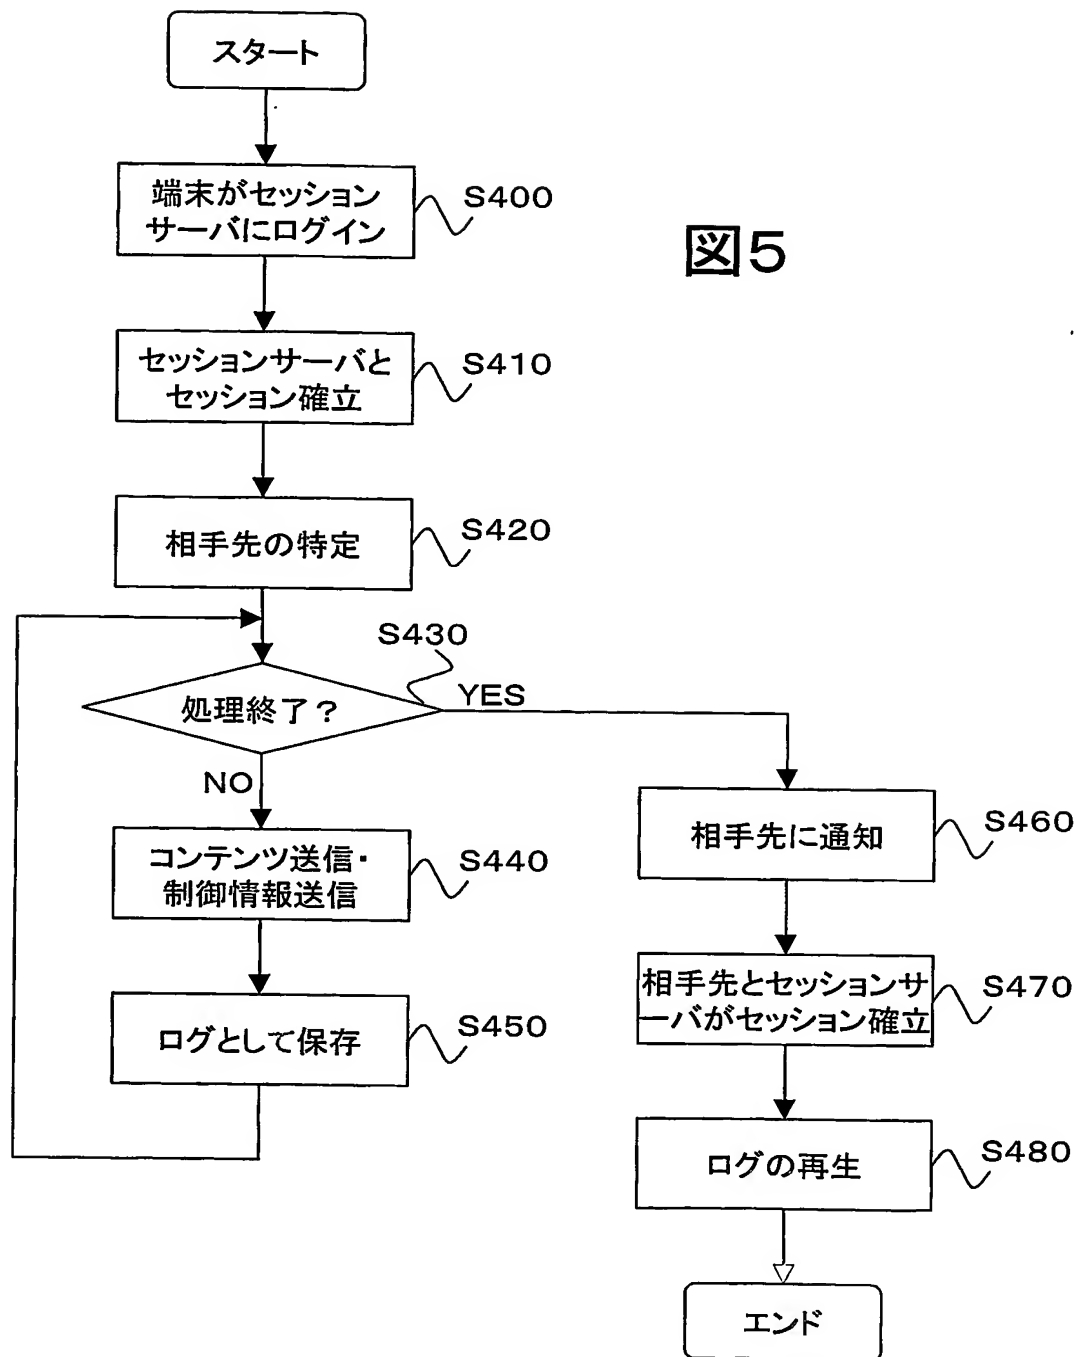 スタート
端末がセッション
サーバにログイン
S400
図5
セッションサーバと
セッション確立
S410
相手先の特定
S420
S430
処理終了？
YES
NO
コンテンツ送信・
制御情報送信
S440
ログとして保存
S450
相手先に通知
S460
相手先とセッションサ
ーバがセッション確立
S470
ログの再生
S480
エンド